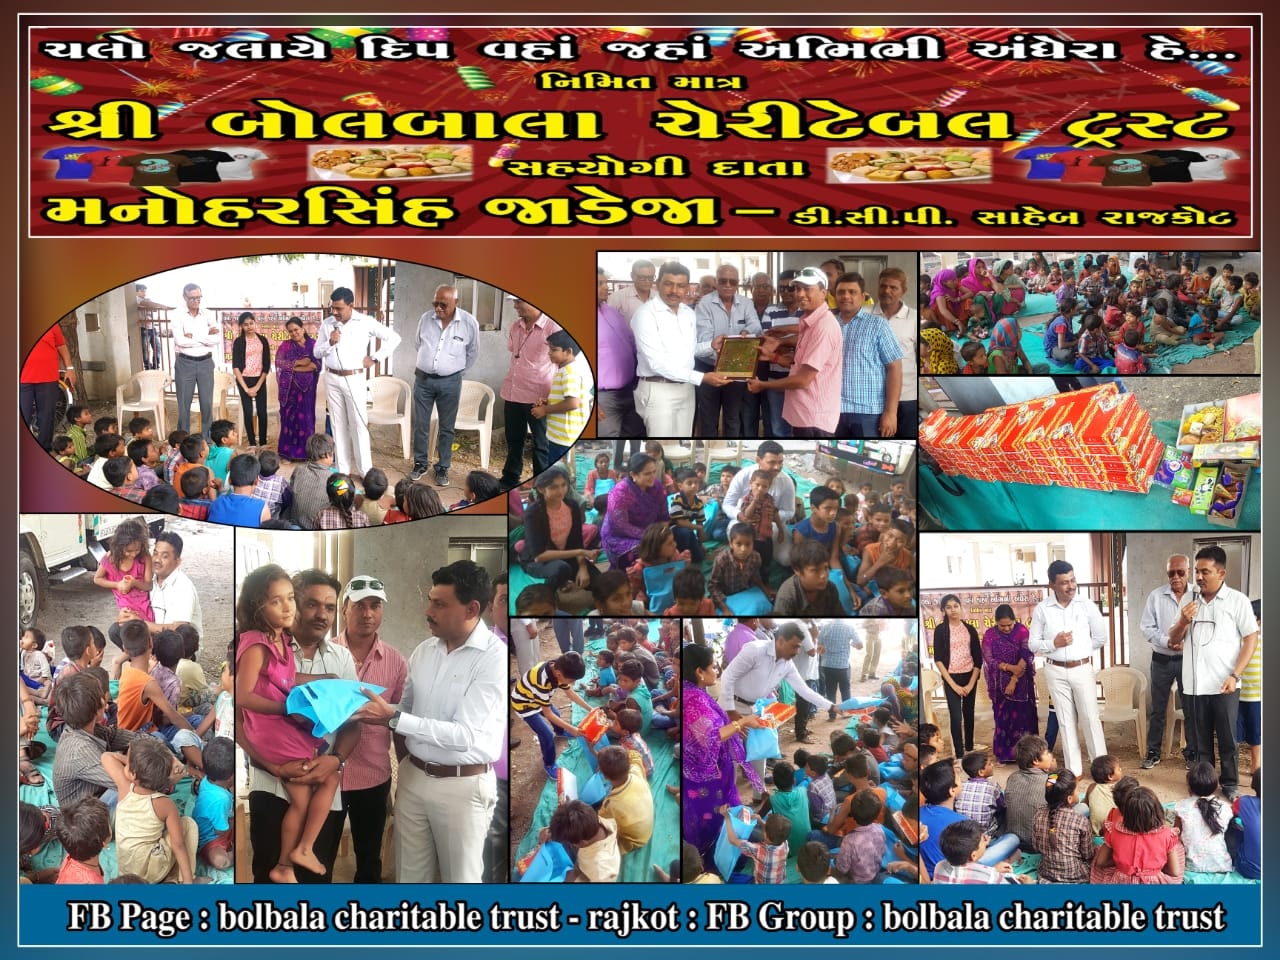 ચલો જલાયે દિપ વહાં જહાં અભિભી અંધેરા હે...
નિમિત માત્ર
શ્રી બોલબાલા ચેરીટેબલ ટ્રસ્ટ
સહયોગી દાતા
મનોહરસિંહ જાડેજા – ડી.સી.પી. સાહેબ રાજકોટ
FB Page : bolbala charitable trust - rajkot : FB Group : bolbala charitable trust